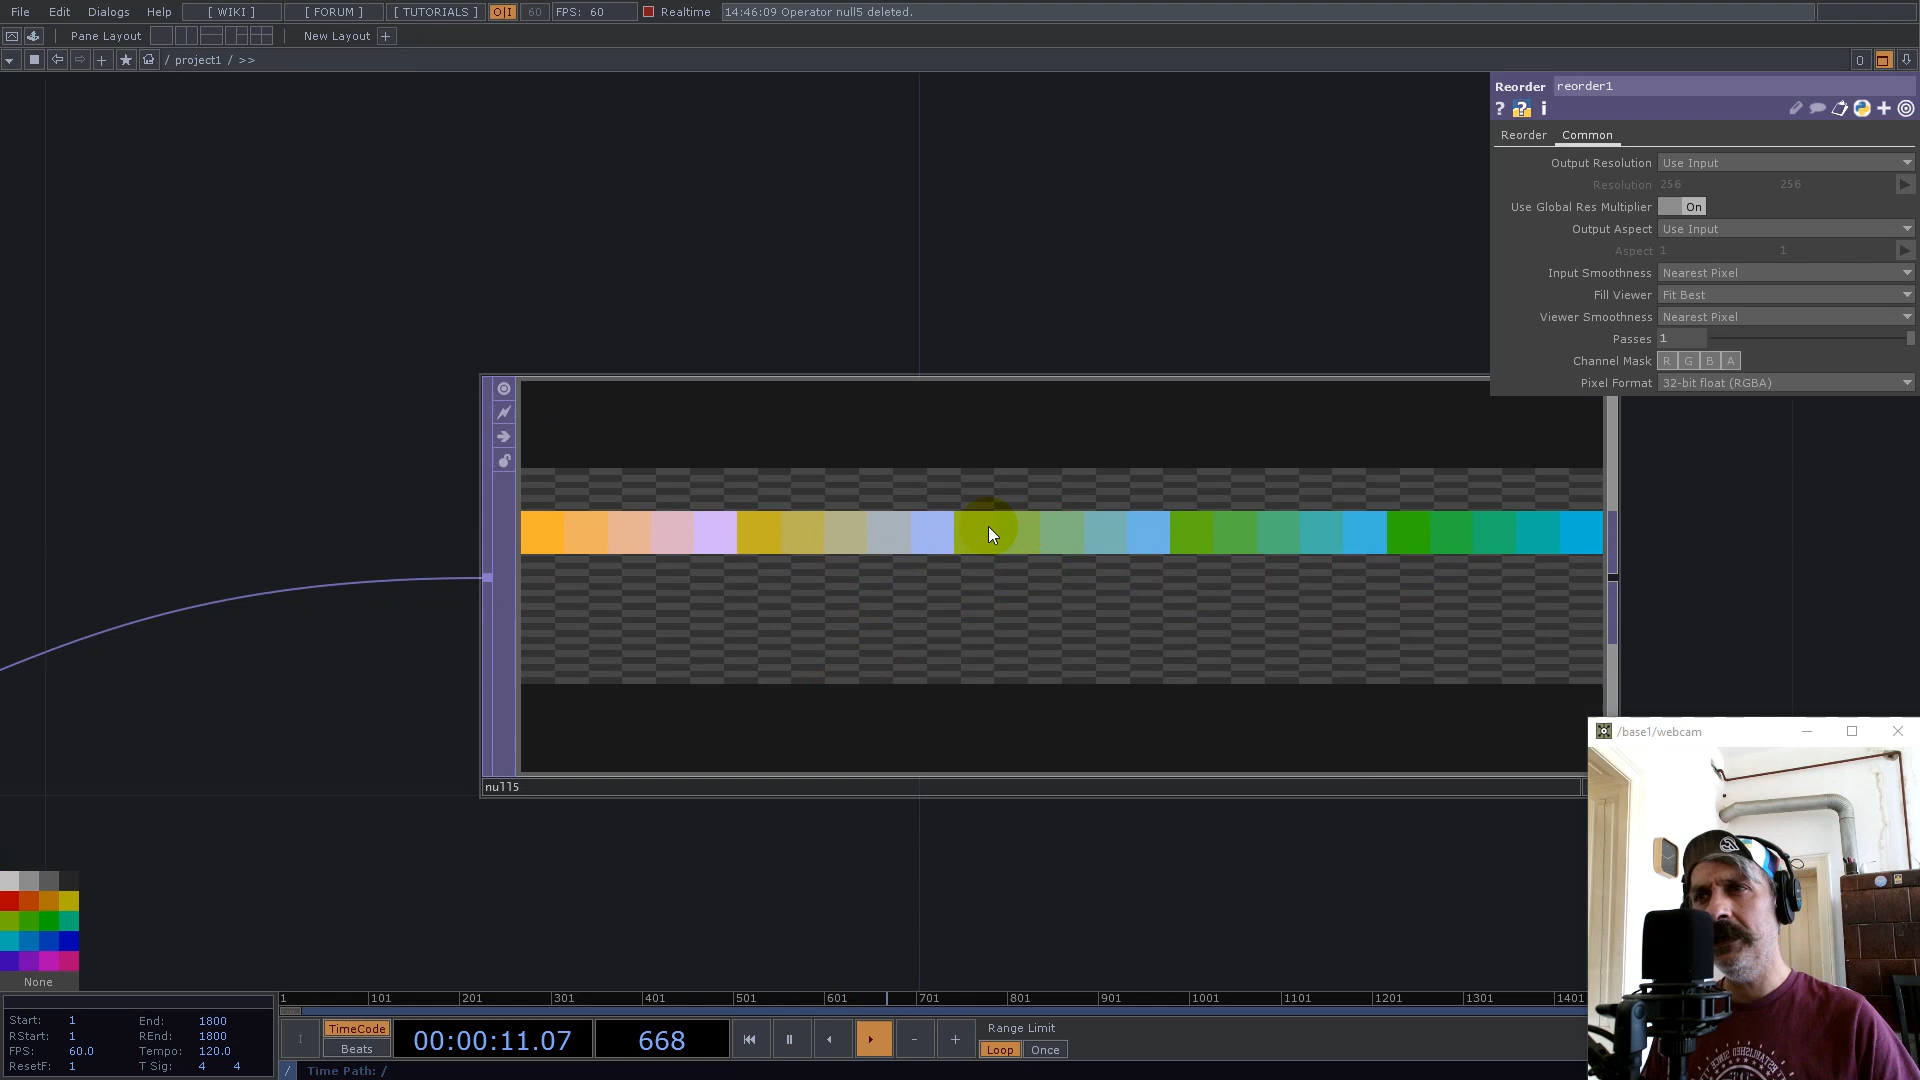 File Edit Dialogs Help [ WIKI ] [ FORUM ] [ TUTORIALS ] O|I 60 FPS: 60 Realtime 14:46:09 Operator null5 deleted.
Pane Layout New Layout +
/ project1 / >> 0
Reorder reorder1
? ? i
Reorder Common
Output Resolution Use Input
Resolution 256 256
Use Global Res Multiplier On
Output Aspect Use Input
Aspect 1 1
Input Smoothness Nearest Pixel
Fill Viewer Fit Best
Viewer Smoothness Nearest Pixel
Passes 1
Channel Mask R G B A
Pixel Format 32-bit float (RGBA)
/base1/webcam
null5
None
1 101 201 301 401 501 601 701 801 901 1001 1101 1201 1301 1401
Start: 1 End: 1800
RStart: 1 REnd: 1800
FPS: 60.0 Tempo: 120.0
ResetF: 1 T Sig: 4 4
I TimeCode 00:00:11.07 668 - + Range Limit
Beats Loop Once
/ Time Path: /